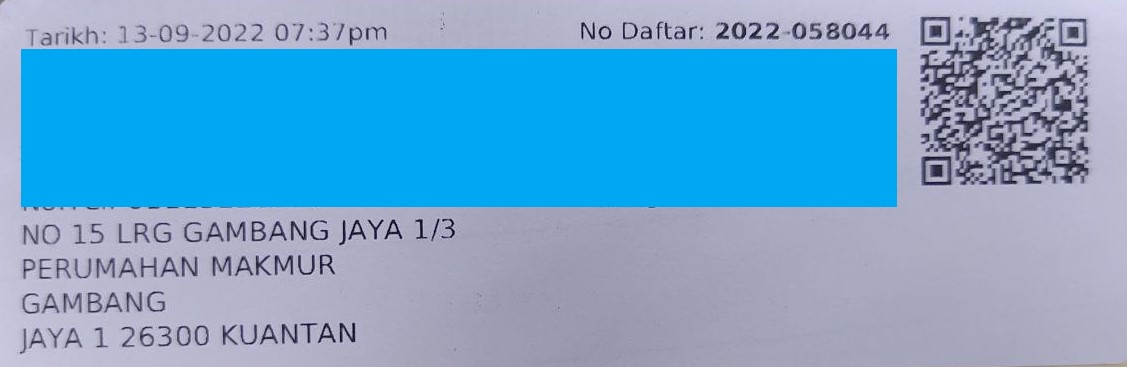 Tarikh: 13-09-2022 07:37pm No Daftar: 2022-058044
NO 15 LRG GAMBANG JAYA 1/3
PERUMAHAN MAKMUR
GAMBANG
JAYA 1 26300 KUANTAN